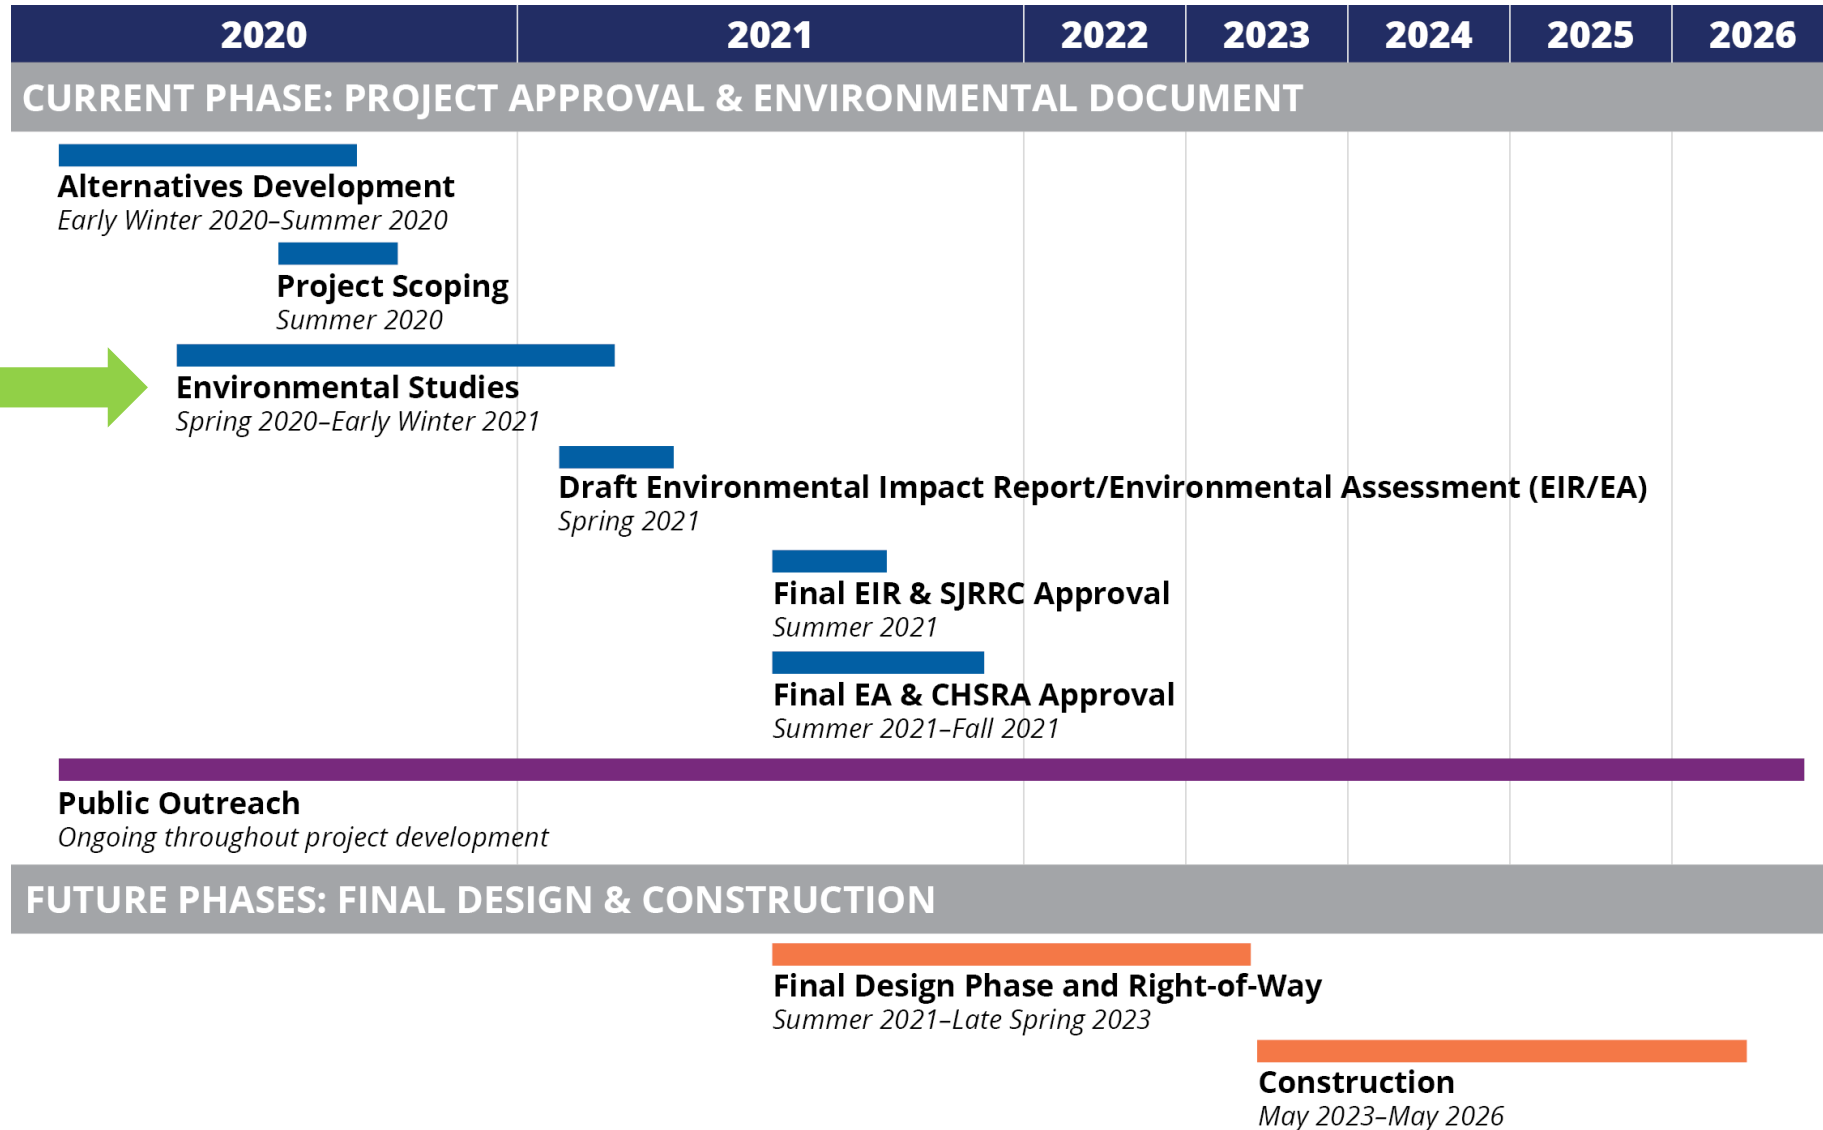 2020 2021 2022 2023 2024 2025 2026
CURRENT PHASE: PROJECT APPROVAL & ENVIRONMENTAL DOCUMENT
Alternatives Development
Early Winter 2020–Summer 2020
Project Scoping
Summer 2020
Environmental Studies
Spring 2020–Early Winter 2021
Draft Environmental Impact Report/Environmental Assessment (EIR/EA)
Spring 2021
Final EIR & SJRRC Approval
Summer 2021
Final EA & CHSRA Approval
Summer 2021–Fall 2021
Public Outreach
Ongoing throughout project development
FUTURE PHASES: FINAL DESIGN & CONSTRUCTION
Final Design Phase and Right-of-Way
Summer 2021–Late Spring 2023
Construction
May 2023–May 2026